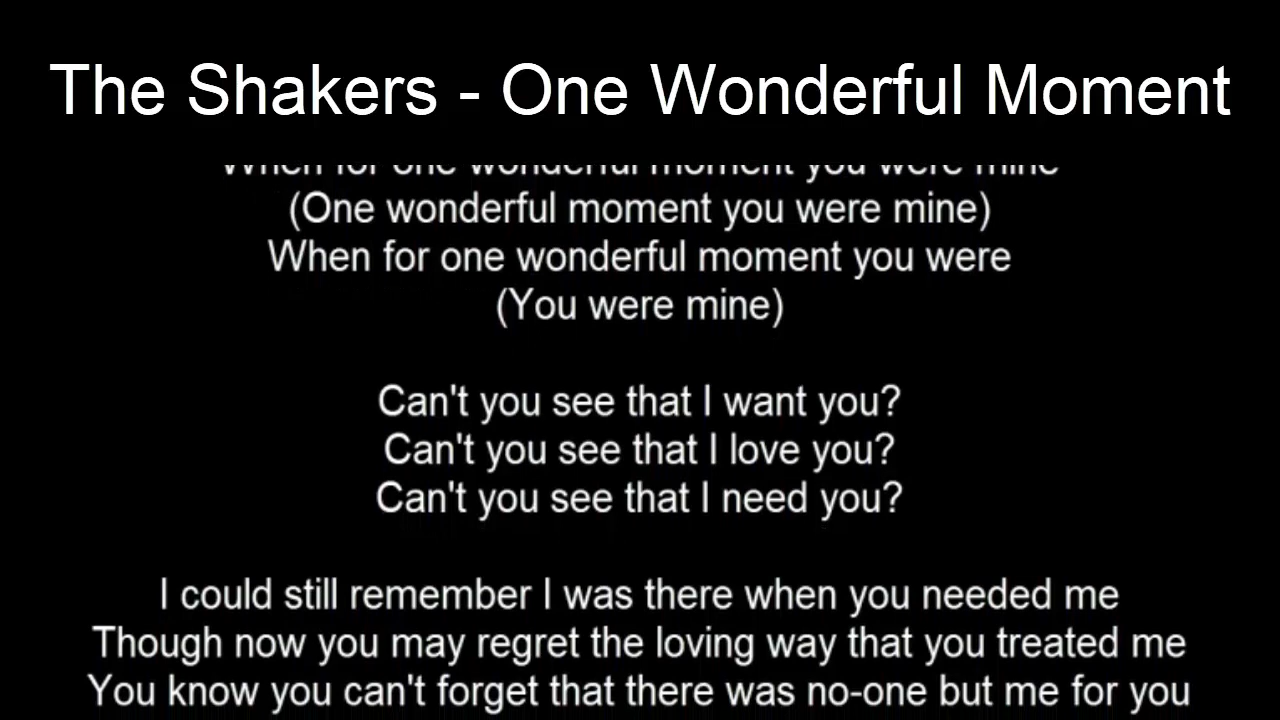 The Shakers - One Wonderful Moment
When for one wonderful moment you were mine
(One wonderful moment you were mine)
When for one wonderful moment you were
(You were mine)
Can't you see that I want you?
Can't you see that I love you?
Can't you see that I need you?
I could still remember I was there when you needed me
Though now you may regret the loving way that you treated me
You know you can't forget that there was no-one but me for you